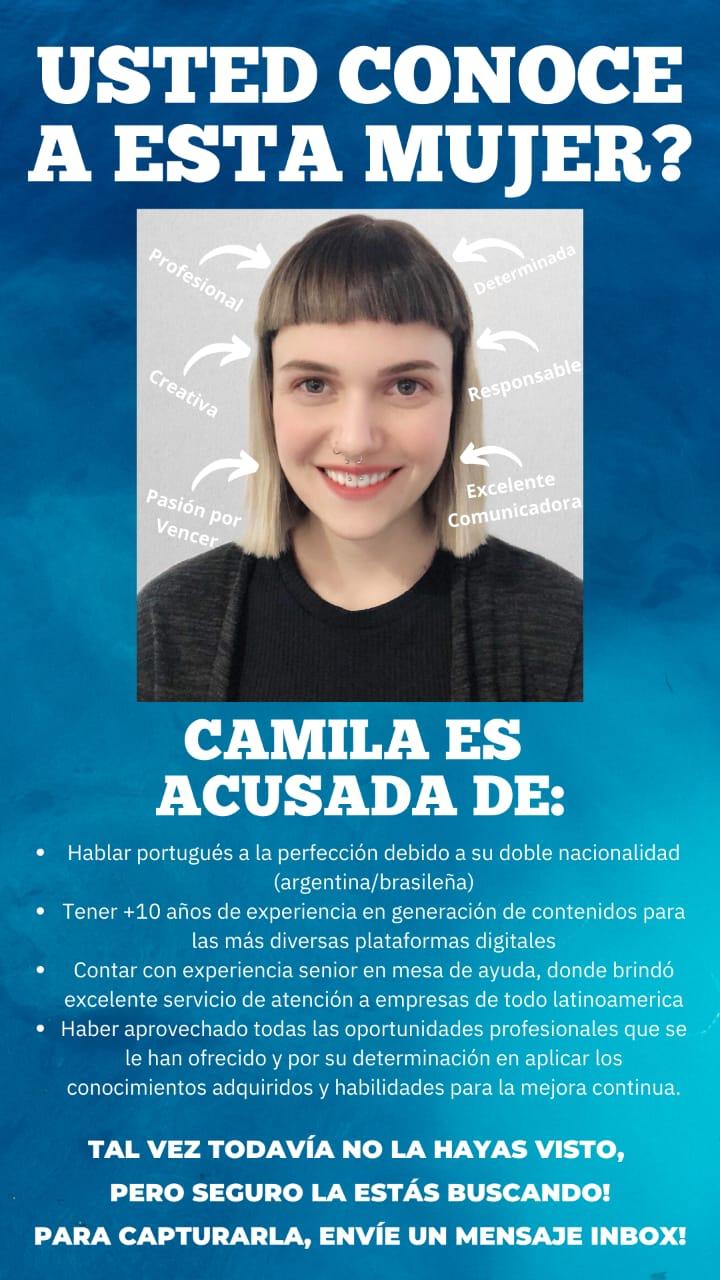 USTED CONOCE
A ESTA MUJER?
Profesional
Determinada
Creativa
Responsable
Pasión por
Vencer
Excelente
Comunicadora
CAMILA ES
ACUSADA DE:
• Hablar portugués a la perfección debido a su doble nacionalidad
(argentina/brasileña)
• Tener +10 años de experiencia en generación de contenidos para
las más diversas plataformas digitales
• Contar con experiencia senior en mesa de ayuda, donde brindó
excelente servicio de atención a empresas de todo latinoamerica
• Haber aprovechado todas las oportunidades profesionales que se
le han ofrecido y por su determinación en aplicar los
conocimientos adquiridos y habilidades para la mejora continua.
TAL VEZ TODAVÍA NO LA HAYAS VISTO,
PERO SEGURO LA ESTÁS BUSCANDO!
PARA CAPTURARLA, ENVÍE UN MENSAJE INBOX!